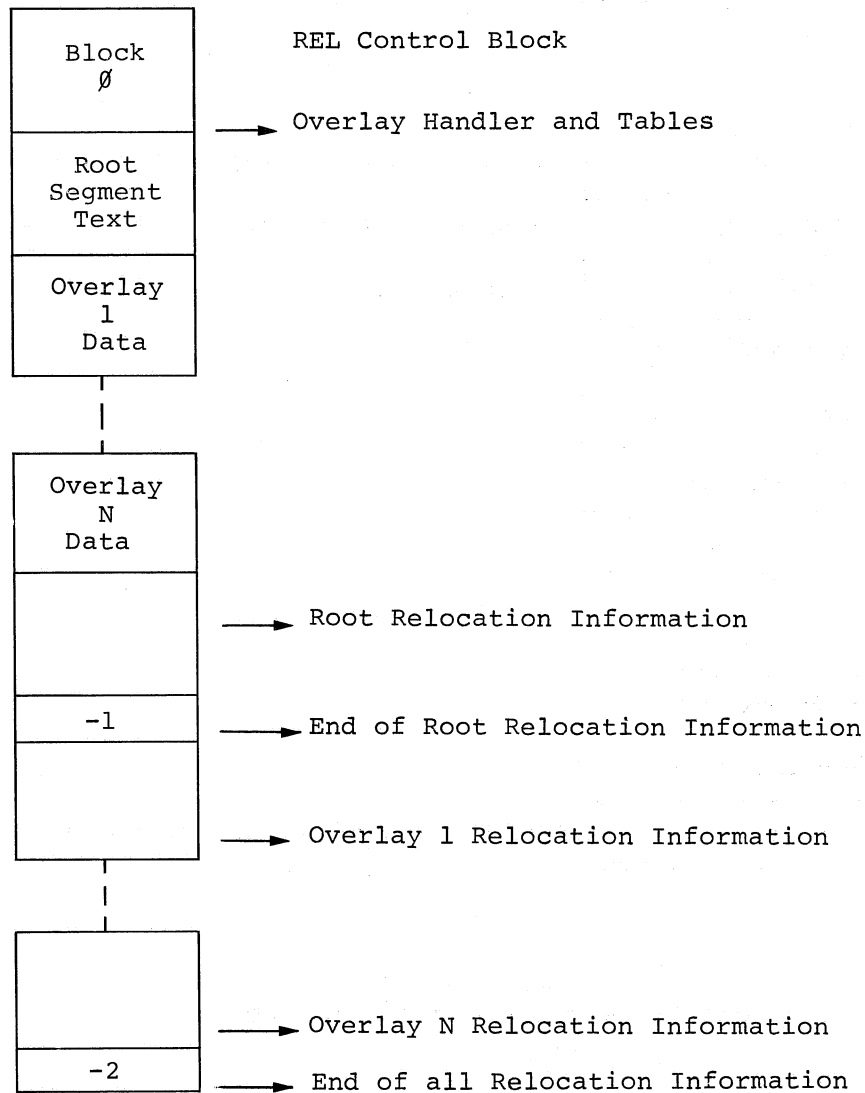 Block
Ø
REL Control Block
Overlay Handler and Tables
Root
Segment
Text
Overlay
1
Data
Overlay
N
Data
Root Relocation Information
-1
End of Root Relocation Information
Overlay 1 Relocation Information
Overlay N Relocation Information
-2
End of all Relocation Information